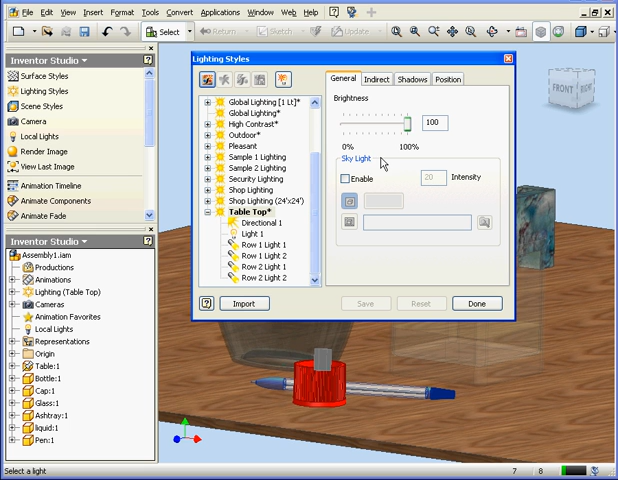 File Edit View Insert Format Tools Convert Applications Window Web Help
Select Return Sketch Update
Inventor Studio
Surface Styles
Lighting Styles
Scene Styles
Camera
Local Lights
Render Image
View Last Image
Animation Timeline
Animate Components
Animate Fade
Inventor Studio
Assembly1.iam
Productions
Animations
Lighting (Table Top)
Cameras
Animation Favorites
Local Lights
Representations
Origin
Table:1
Bottle:1
Cap:1
Glass:1
Ashtray:1
liquid:1
Pen:1
Lighting Styles
Global Lighting [1 Lt]*
Global Lighting*
High Contrast*
Outdoor*
Pleasant
Sample 1 Lighting
Sample 2 Lighting
Security Lighting
Shop Lighting
Shop Lighting (24'x24')
Table Top*
Directional 1
Light 1
Row 1 Light 1
Row 1 Light 2
Row 2 Light 1
Row 2 Light 2
General Indirect Shadows Position
Brightness
100
0% 100%
Sky Light
Enable 20 Intensity
Import Save Reset Done
FRONT RIGHT
Select a light 7 8